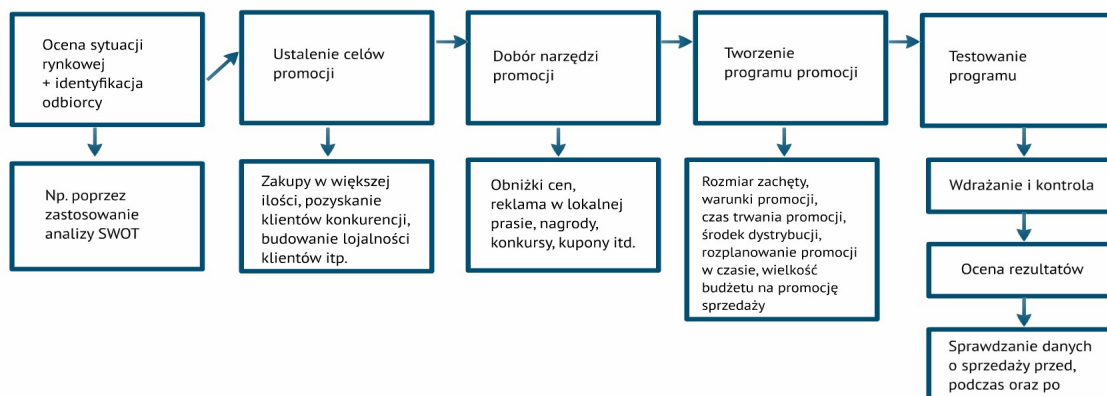 Ocena sytuacji
rynkowej
+ identyfikacja
odbiorcy
Ustalenie celów
promocji
Dobór narzędzi
promocji
Tworzenie
programu promocji
Testowanie
programu
Np. poprzez
zastosowanie
analizy SWOT
Zakupy w większej
ilości, pozyskanie
klientów konkurencji,
budowanie lojalności
klientów itp.
Obniżki cen,
reklama w lokalnej
prasie, nagrody,
konkursy, kupony itd.
Rozmiar zachęty,
warunki promocji,
czas trwania promocji,
środek dystrybucji,
rozplanowanie promocji
w czasie, wielkość
budżetu na promocję
sprzedaży
Wdrażanie i kontrola
Ocena rezultatów
Sprawdzanie danych
o sprzedaży przed,
podczas oraz po